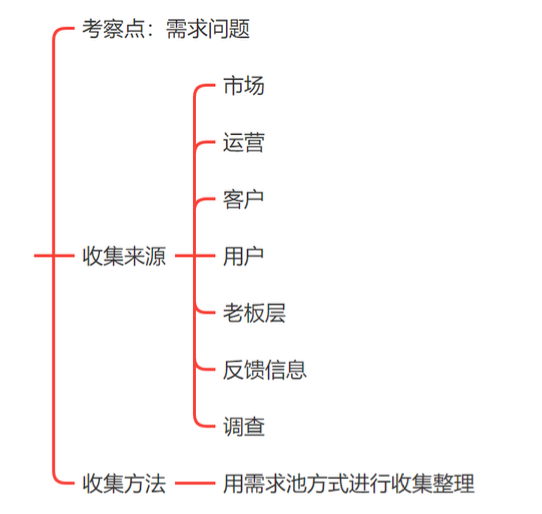 考察点：需求问题
市场
运营
客户
收集来源
用户
老板层
反馈信息
调查
收集方法
用需求池方式进行收集整理